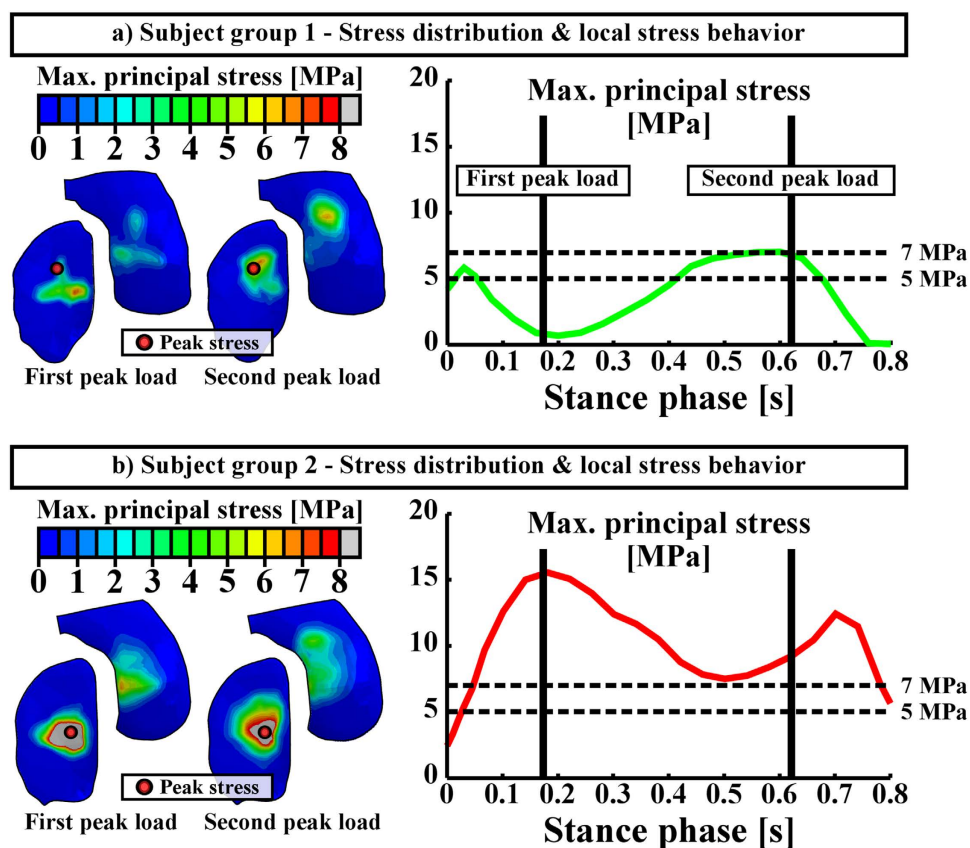 a) Subject group 1 - Stress distribution & local stress behavior
Max. principal stress [MPa]
0 1 2 3 4 5 6 7 8
Peak stress
First peak load
Second peak load
Max. principal stress
[MPa]
First peak load
Second peak load
20
15
10
5
0
7 MPa
5 MPa
0 0.1 0.2 0.3 0.4 0.5 0.6 0.7 0.8
Stance phase [s]
b) Subject group 2 - Stress distribution & local stress behavior
Max. principal stress [MPa]
0 1 2 3 4 5 6 7 8
Peak stress
First peak load
Second peak load
Max. principal stress
[MPa]
20
15
10
5
0
7 MPa
5 MPa
0 0.1 0.2 0.3 0.4 0.5 0.6 0.7 0.8
Stance phase [s]